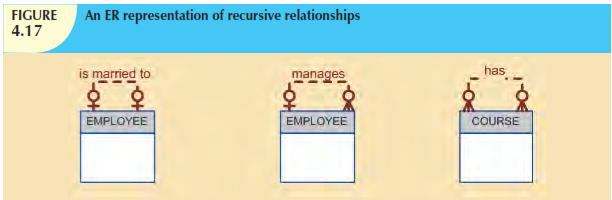 FIGURE
4.17
An ER representation of recursive relationships
is married to
manages
has
EMPLOYEE
EMPLOYEE
COURSE